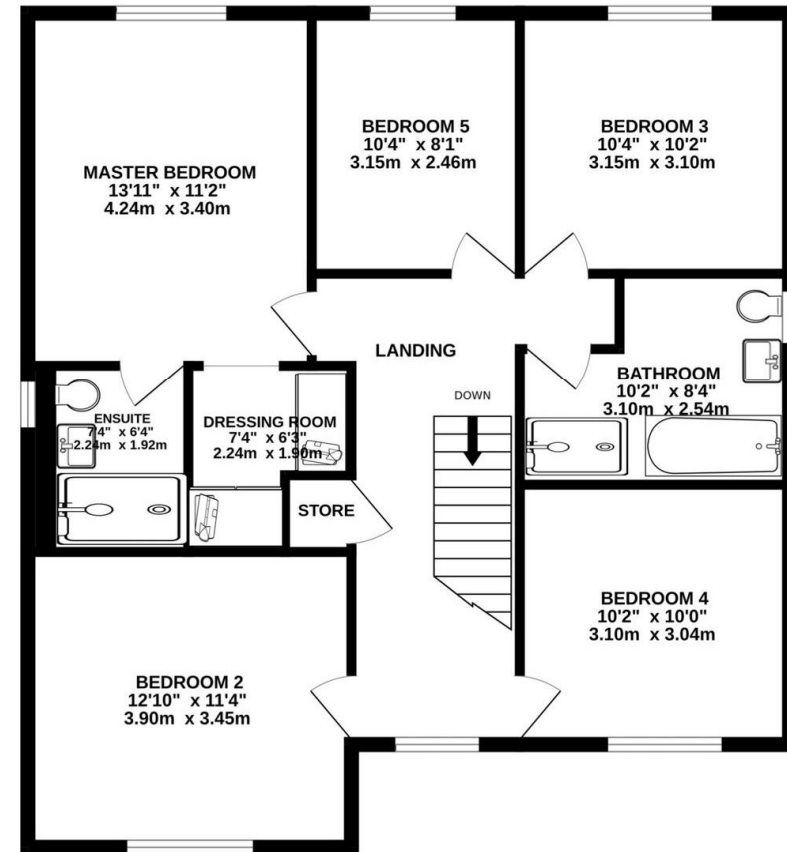 MASTER BEDROOM
13'11" x 11'2"
4.24m x 3.40m
BEDROOM 5
10'4" x 8'1"
3.15m x 2.46m
BEDROOM 3
10'4" x 10'2"
3.15m x 3.10m
LANDING
DOWN
BATHROOM
10'2" x 8'4"
3.10m x 2.54m
ENSUITE
7'4" x 6'4"
2.24m x 1.92m
DRESSING ROOM
7'4" x 6'3"
2.24m x 1.90m
STORE
BEDROOM 4
10'2" x 10'0"
3.10m x 3.04m
BEDROOM 2
12'10" x 11'4"
3.90m x 3.45m